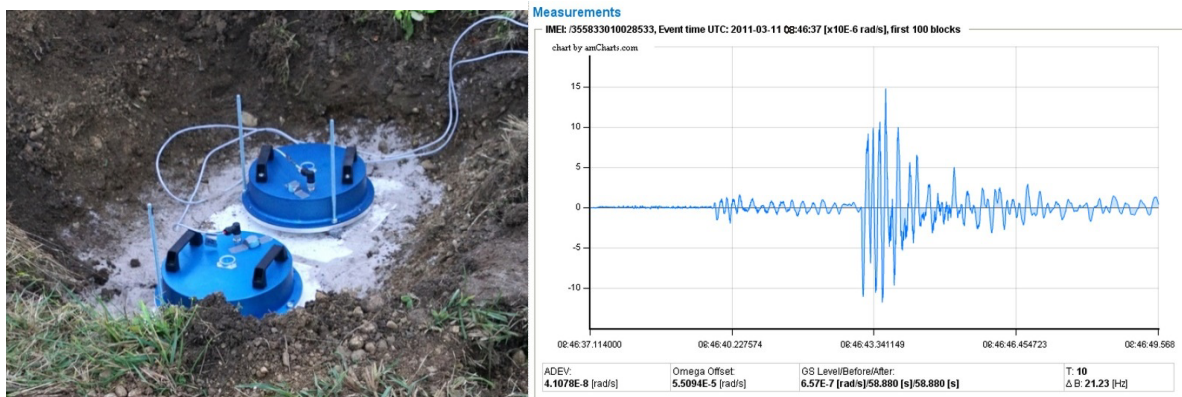 Measurements
IMEI: /355833010028533, Event time UTC: 2011-03-11 08:46:37 [x10E-6 rad/s], first 100 blocks
chart by amCharts.com
15
10
5
0
-5
-10
08:46:37.114000 08:46:40.227574 08:46:43.341149 08:46:46.454723 08:46:49.568
ADEV: Omega Offset: GS Level/Before/After: T: 10
4.1078E-8 [rad/s] 5.5094E-5 [rad/s] 6.57E-7 [rad/s]/58.880 [s]/58.880 [s] Δ B: 21.23 [Hz]